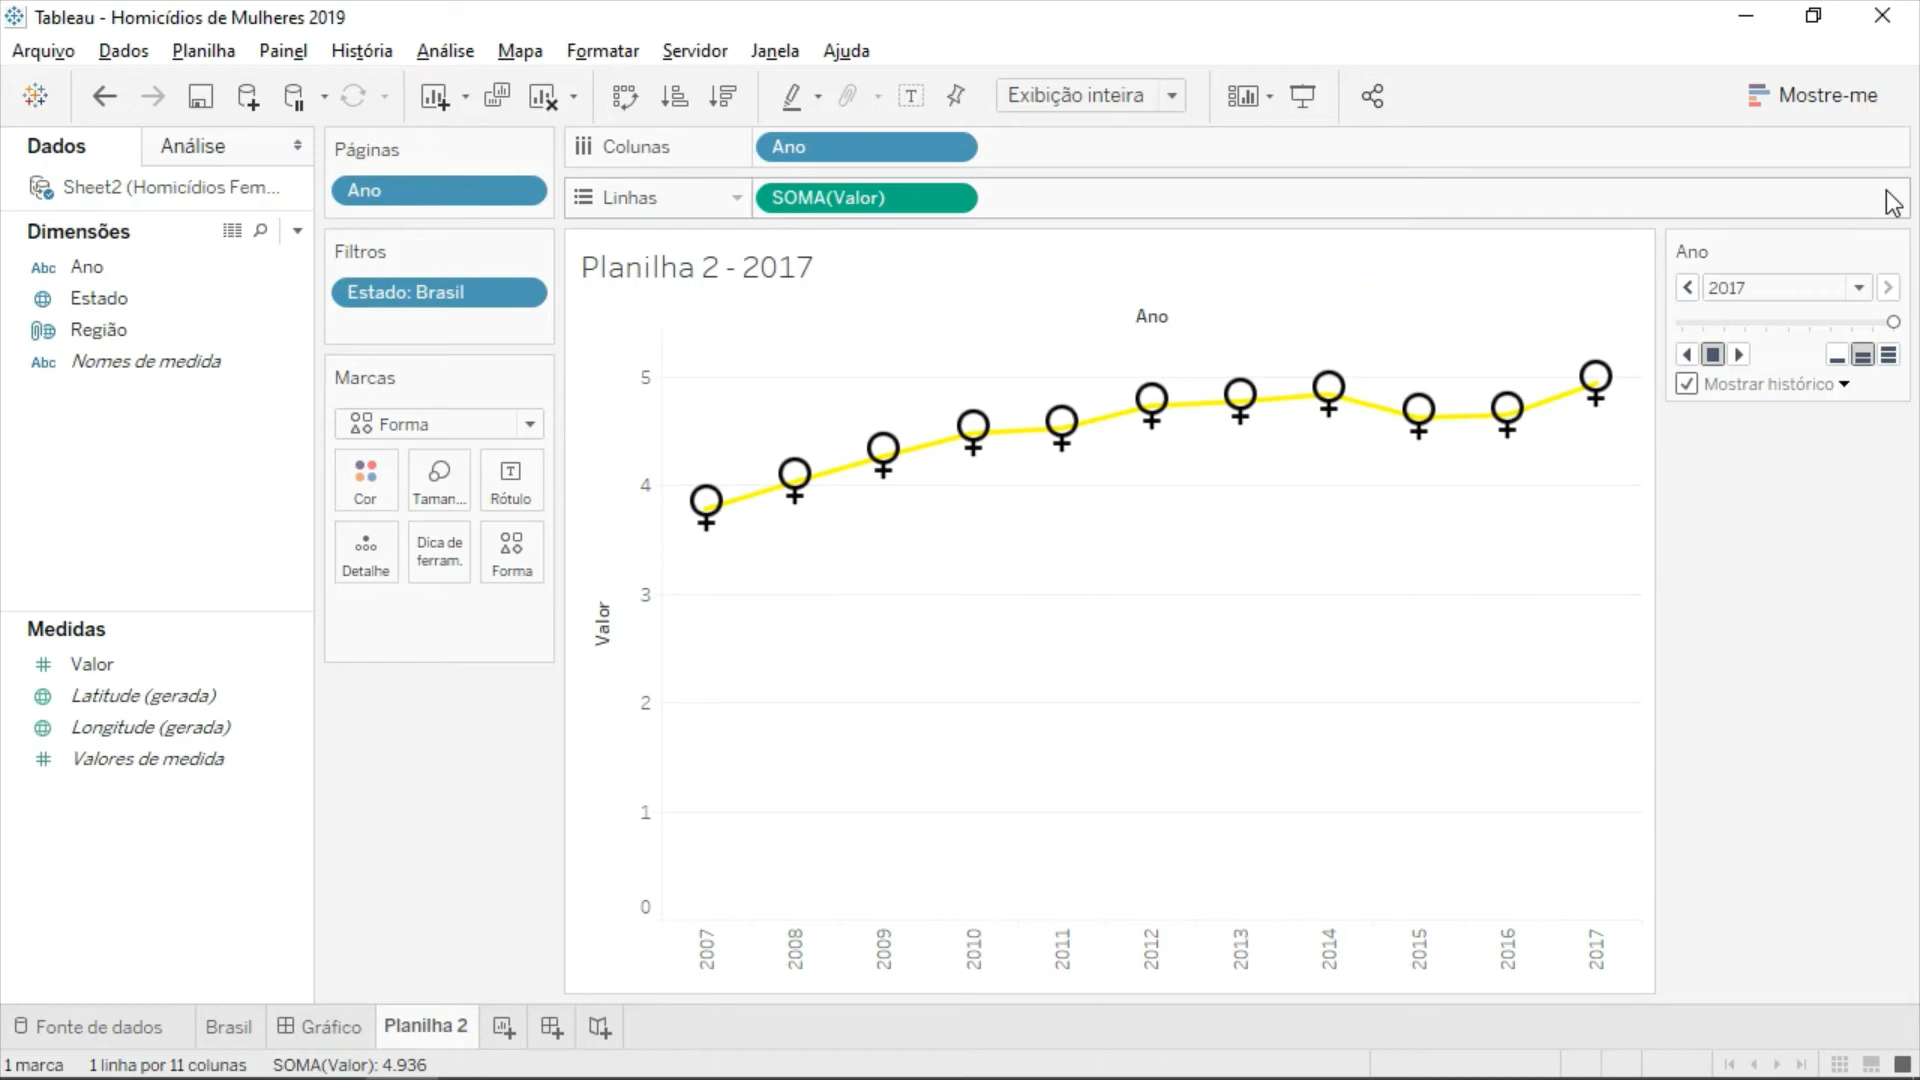 Tableau - Homicídios de Mulheres 2019
Arquivo Dados Planilha Painel História Análise Mapa Formatar Servidor Janela Ajuda
Exibição inteira
Mostre-me
Dados
Análise
Páginas
Colunas
Ano
Sheet2 (Homicídios Fem...
Ano
Linhas
SOMA(Valor)
Dimensões
Filtros
Ano
Abc Ano
Estado: Brasil
Planilha 2 - 2017
2017
Estado
Ano
Região
Abc Nomes de medida
Marcas
Mostrar histórico
Forma
Cor
Taman...
T
Rótulo
Detalhe
Dica de
ferram.
Forma
Valor
5
4
3
2
1
0
2007
2008
2009
2010
2011
2012
2013
2014
2015
2016
2017
Medidas
Valor
Latitude (gerada)
Longitude (gerada)
Valores de medida
Fonte de dados
Brasil
Gráfico
Planilha 2
1 marca
1 linha por 11 colunas
SOMA(Valor): 4.936